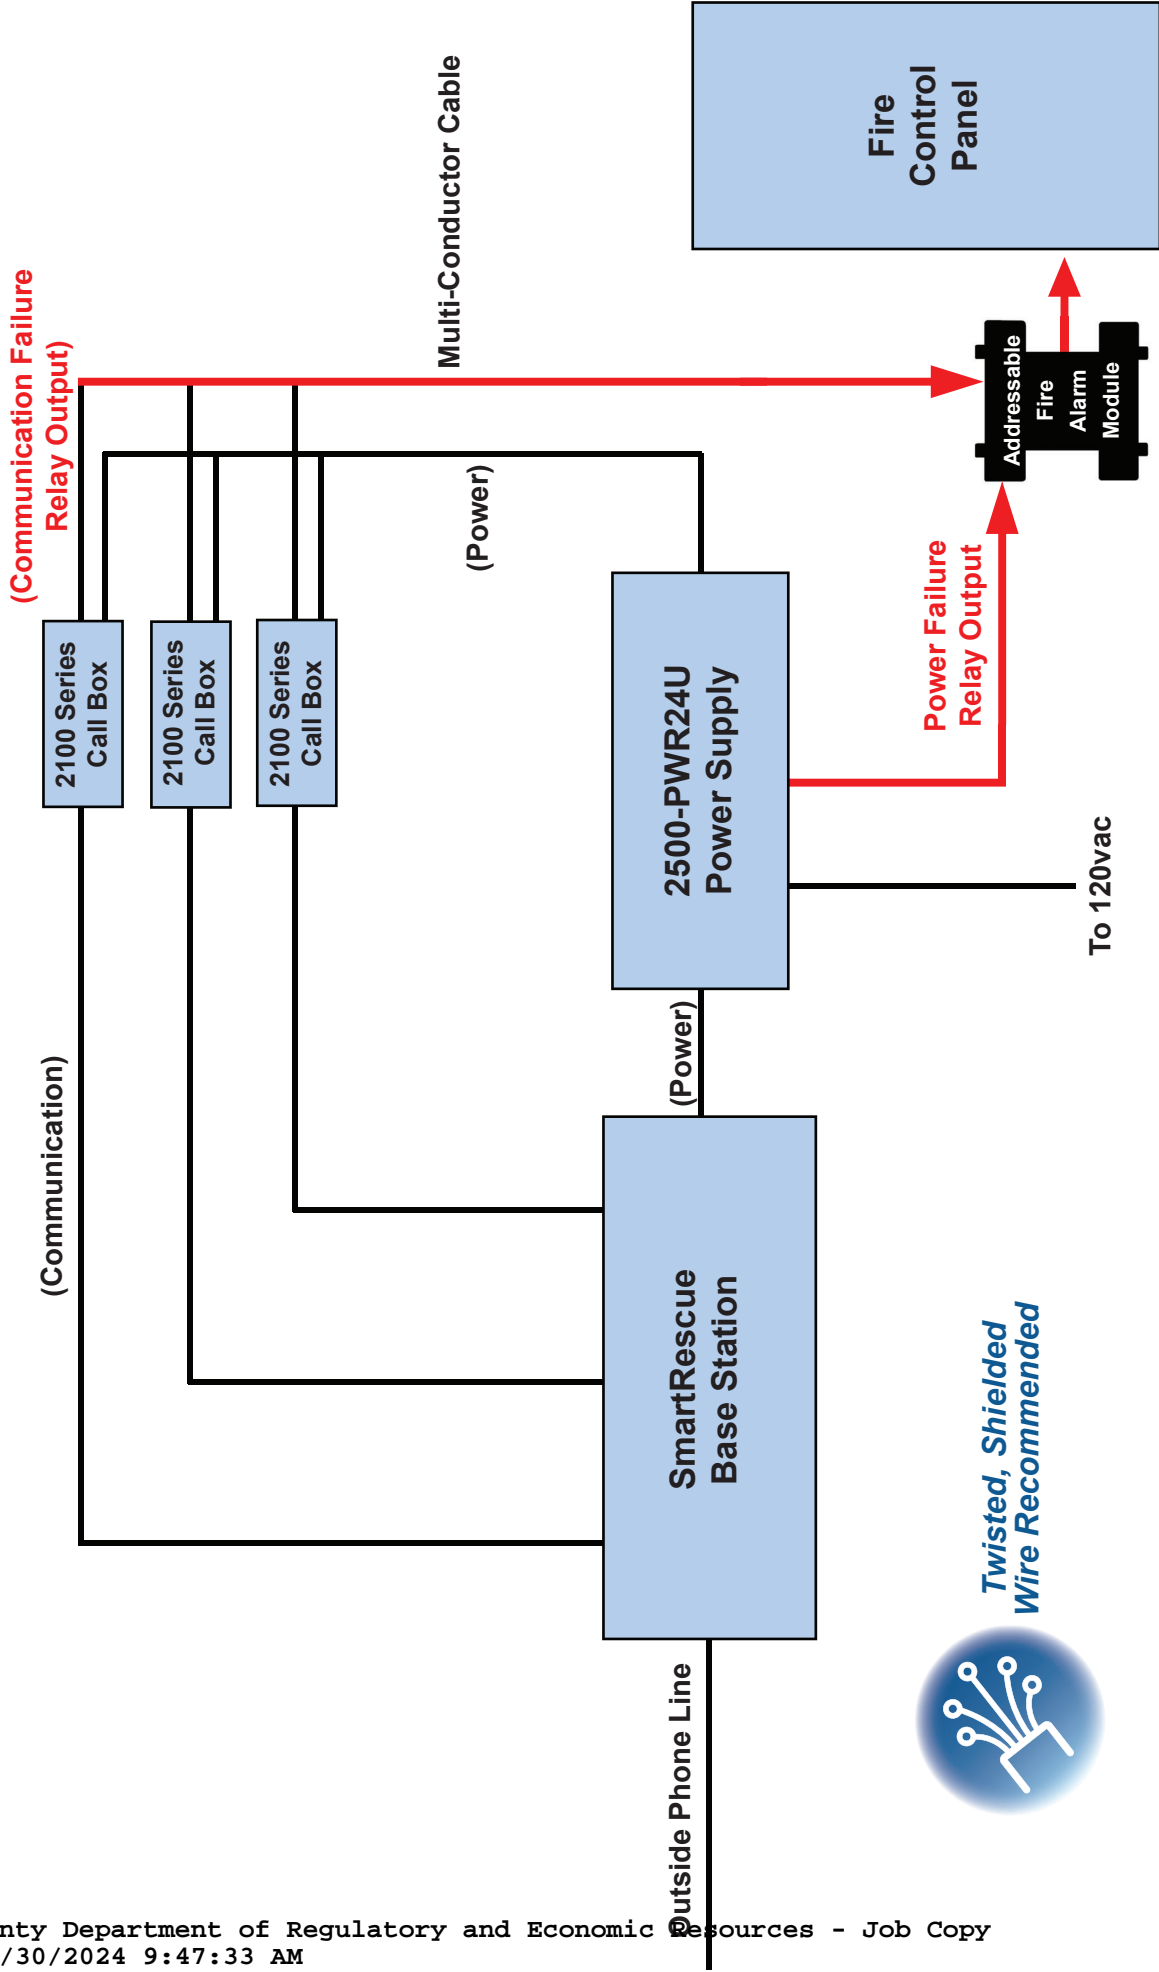 (Communication Failure
Relay Output)
Multi-Conductor Cable
Fire
Control
Panel
2100 Series
Call Box
2100 Series
Call Box
2100 Series
Call Box
(Power)
Addressable
Fire
Alarm
Module
Power Failure
Relay Output
2500-PWR24U
Power Supply
To 120vac
(Communication)
(Power)
SmartRescue
Base Station
Twisted, Shielded
Wire Recommended
Outside Phone Line
nty Department of Regulatory and Economic Resources - Job Copy
/30/2024 9:47:33 AM